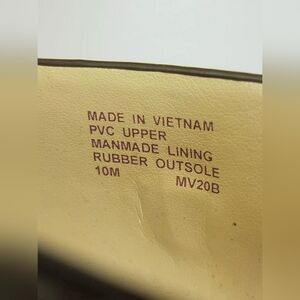 MADE IN VIETNAM
PVC UPPER
MANMADE LINING
RUBBER OUTSOLE
10M MV20B